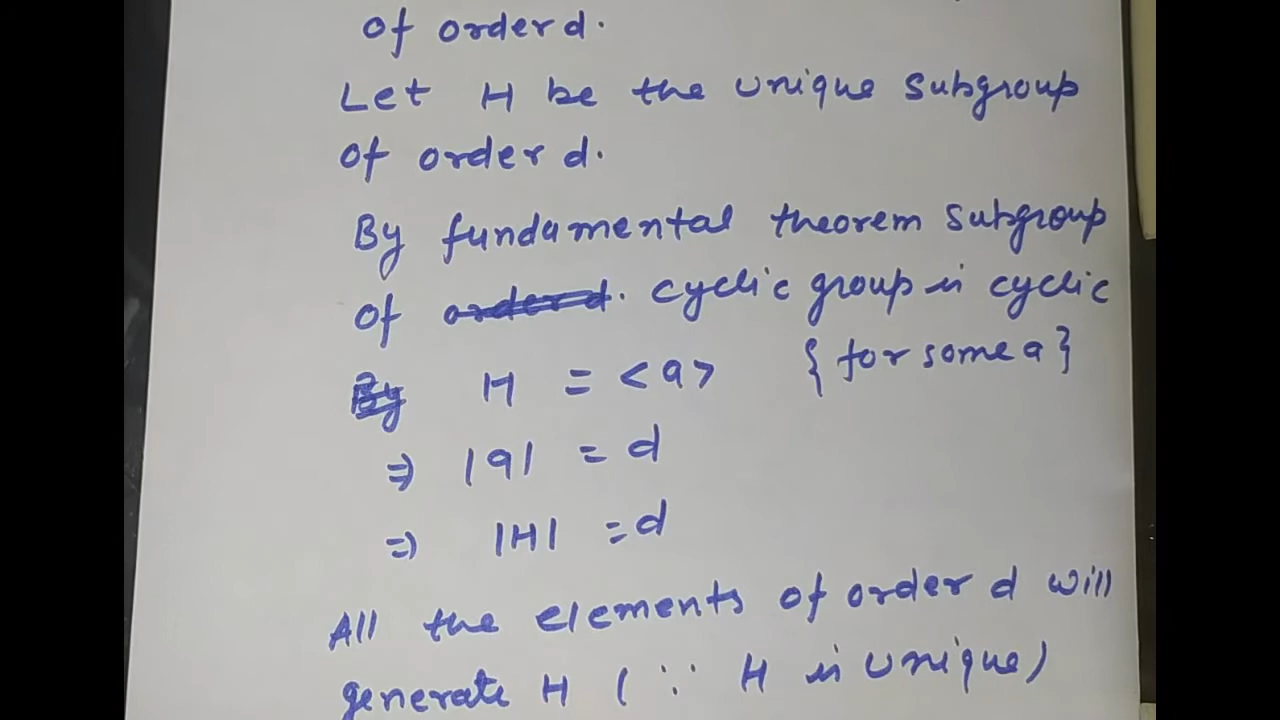 of order d.
Let H be the unique subgroup
of order d.
By fundamental theorem subgroup
of order d. cyclic group is cyclic
By H = <a> {for some a}
⇒ |a| = d
⇒ |H| = d
All the elements of order d will
generate H (∵ H is unique)